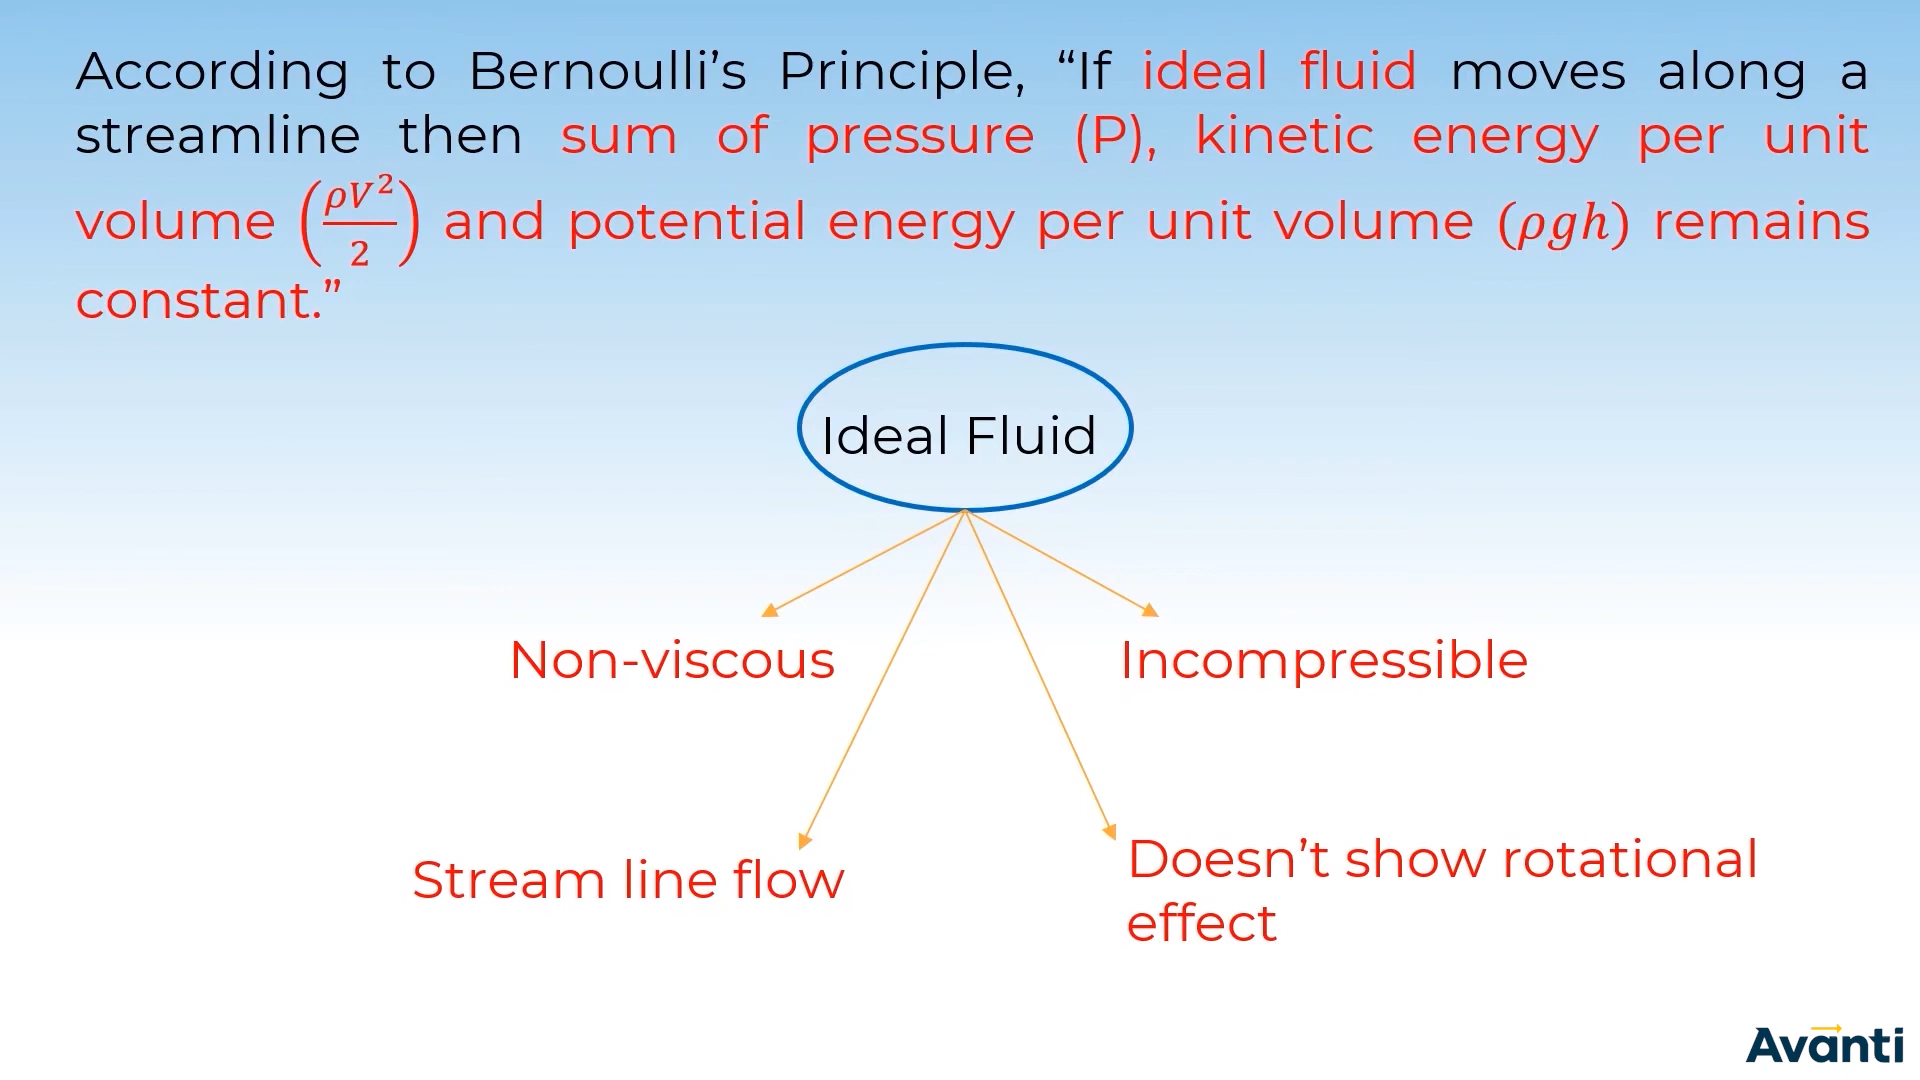 According to Bernoulli’s Principle, “If ideal fluid moves along a
streamline then sum of pressure (P), kinetic energy per unit
volume (ρV²/2) and potential energy per unit volume (ρgh) remains
constant.”
Ideal Fluid
Non-viscous
Incompressible
Stream line flow
Doesn’t show rotational
effect
Avanti